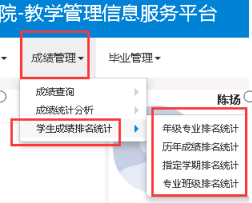 院-教学管理信息服务平台
成绩管理 毕业管理
成绩查询
成绩统计分析
学生成绩排名统计
陈场
年级专业排名统计
历年成绩排名统计
指定学期排名统计
专业班级排名统计